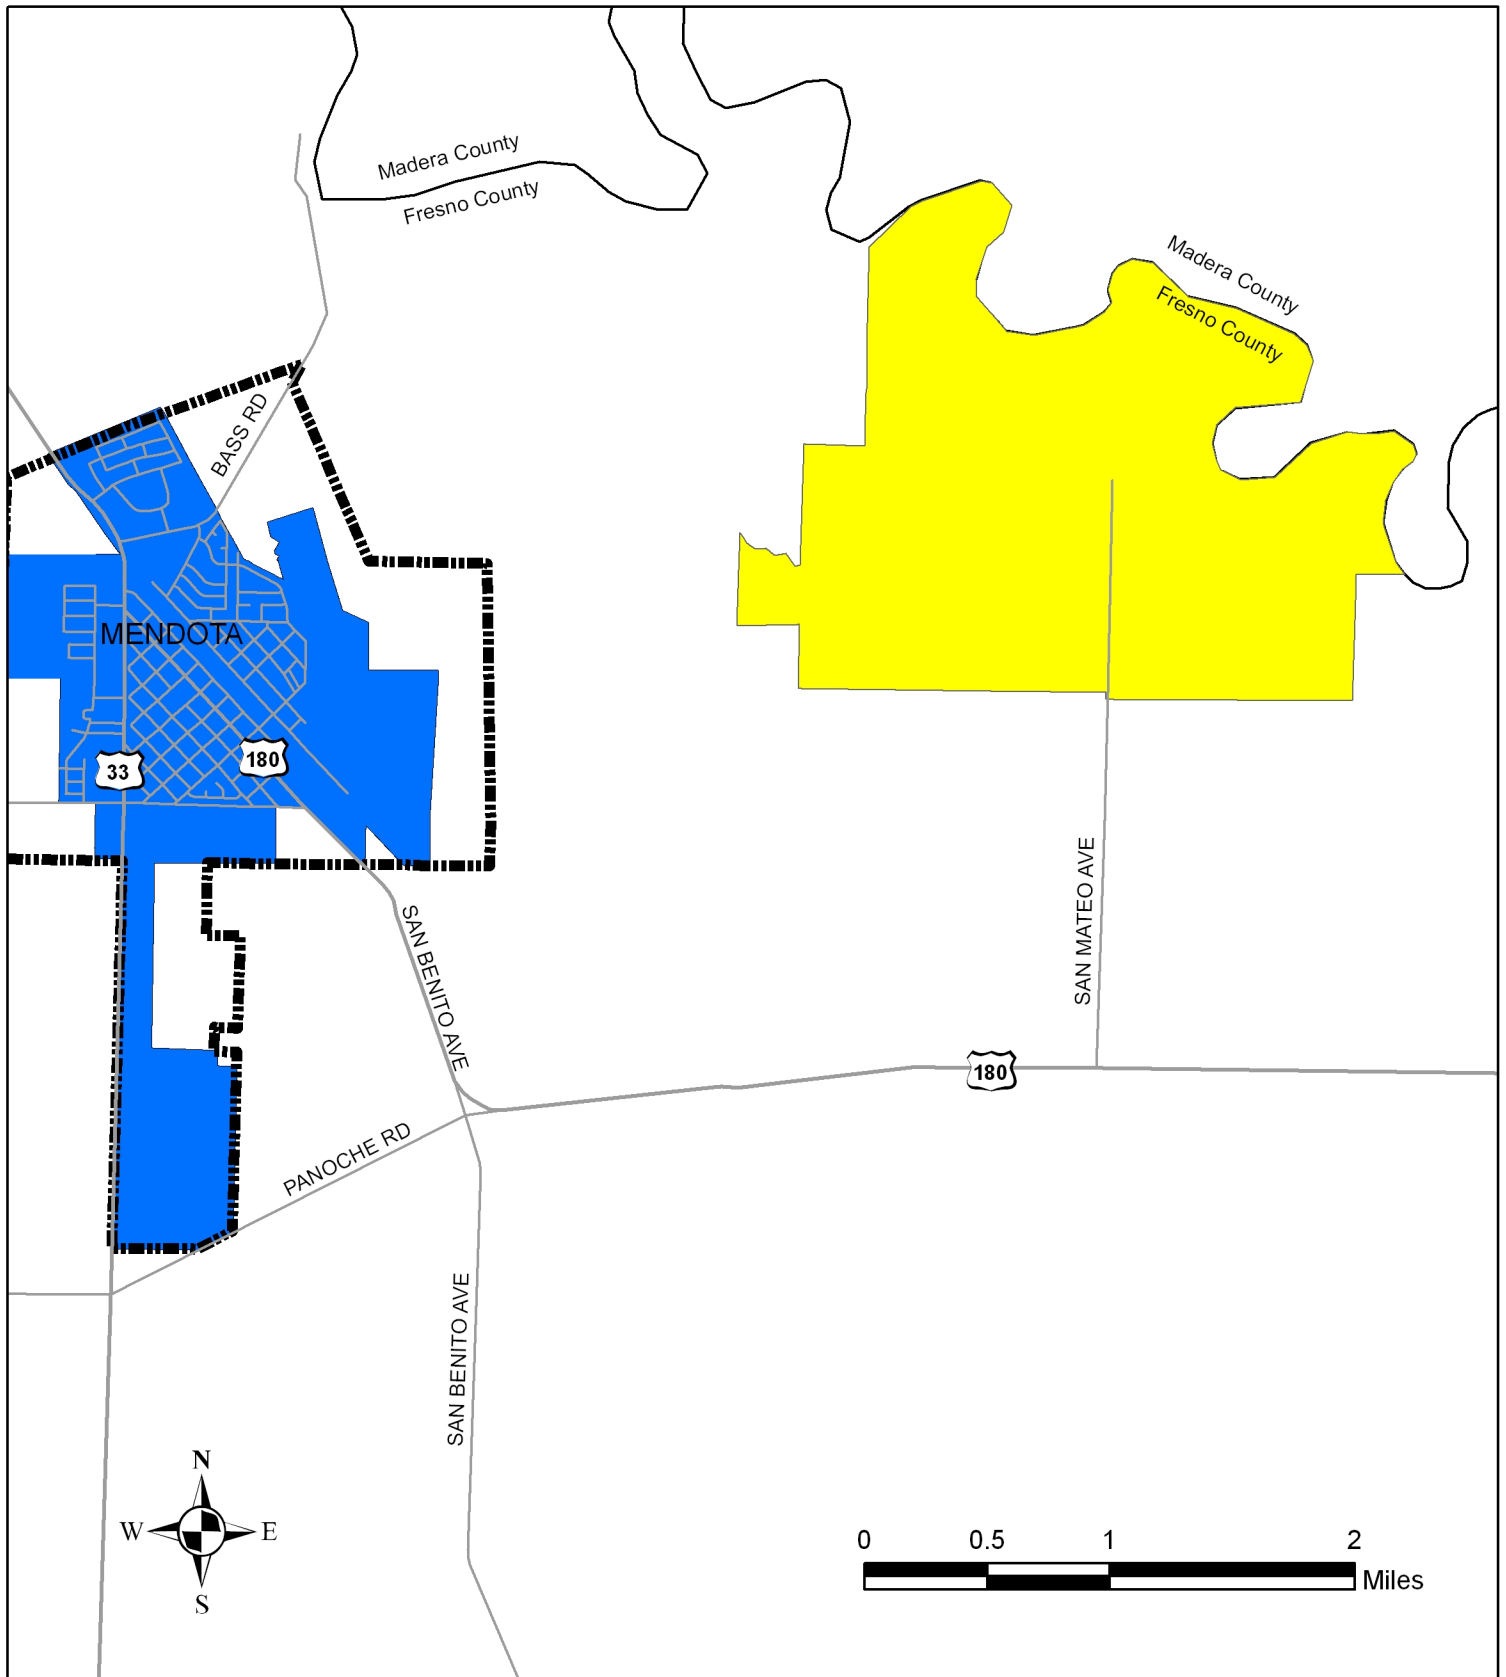 Madera County
Fresno County
Madera County
Fresno County
BASS RD
MENDOTA
33
180
SAN BENITO AVE
SAN MATEO AVE
180
PANOCHE RD
SAN BENITO AVE
N
W
E
S
0 0.5 1 2
Miles